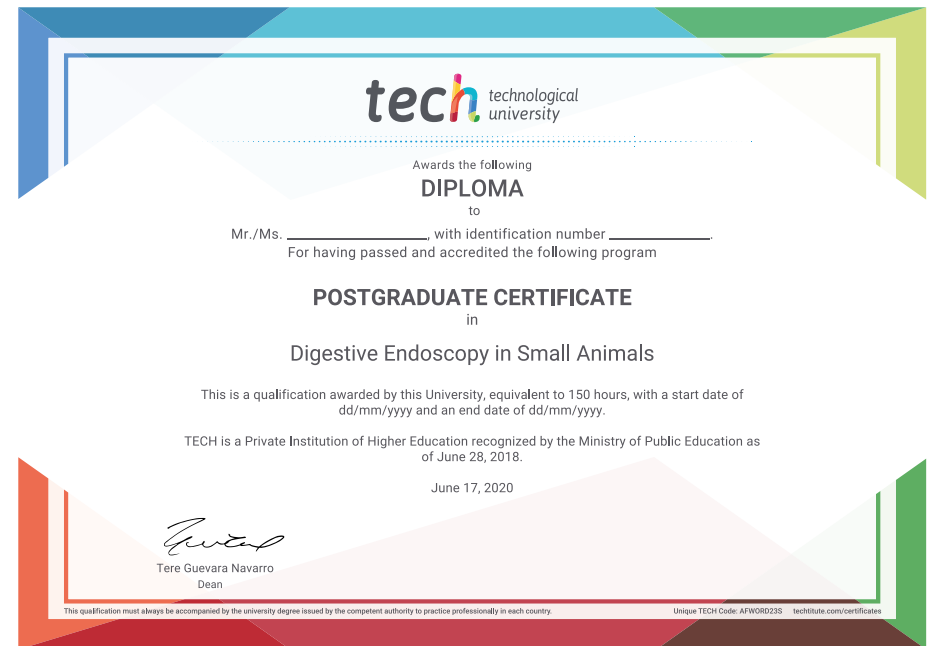 tech technological
university
Awards the following
DIPLOMA
to
Mr./Ms. ____________________, with identification number ______________.
For having passed and accredited the following program
POSTGRADUATE CERTIFICATE
in
Digestive Endoscopy in Small Animals
This is a qualification awarded by this University, equivalent to 150 hours, with a start date of
dd/mm/yyyy and an end date of dd/mm/yyyy.
TECH is a Private Institution of Higher Education recognized by the Ministry of Public Education as
of June 28, 2018.
June 17, 2020
Tere Guevara Navarro
Dean
This qualification must always be accompanied by the university degree issued by the competent authority to practice professionally in each country.
Unique TECH Code: AFWORD23S techtitute.com/certificates